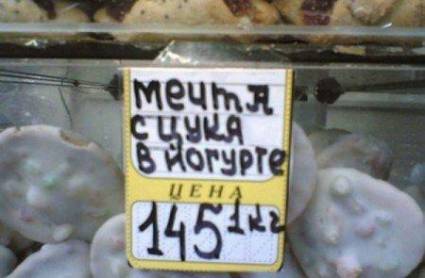 мечтА
с цукА
в йогурте
ЦЕНА
145 1кг